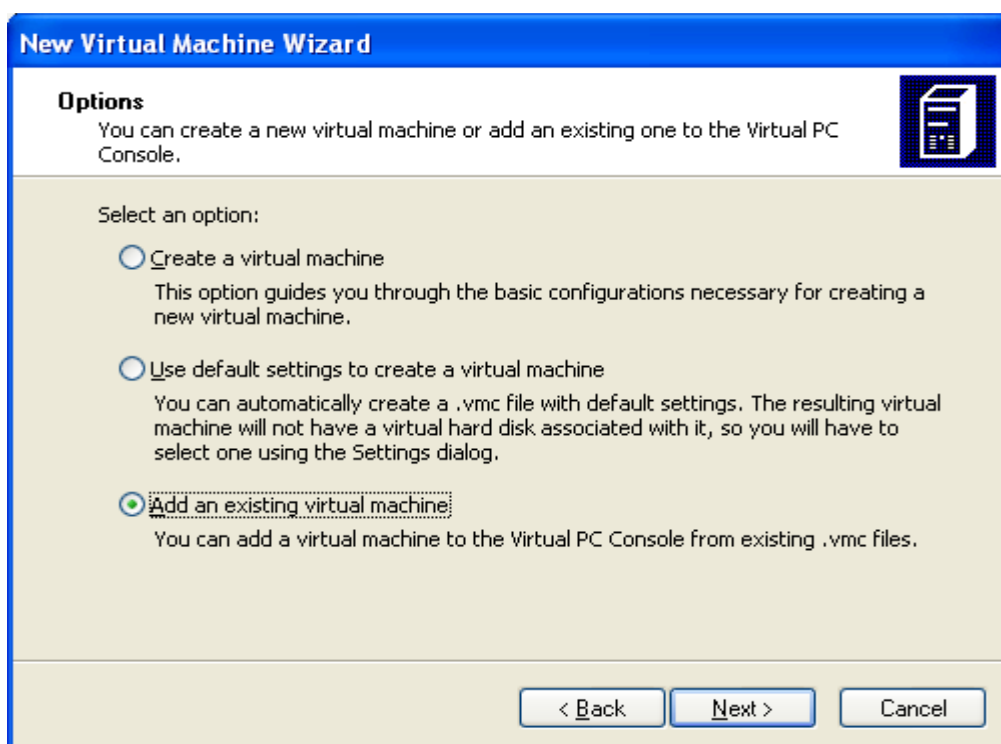 New Virtual Machine Wizard
Options
You can create a new virtual machine or add an existing one to the Virtual PC
Console.
Select an option:
Create a virtual machine
This option guides you through the basic configurations necessary for creating a
new virtual machine.
Use default settings to create a virtual machine
You can automatically create a .vmc file with default settings. The resulting virtual
machine will not have a virtual hard disk associated with it, so you will have to
select one using the Settings dialog.
Add an existing virtual machine
You can add a virtual machine to the Virtual PC Console from existing .vmc files.
< Back Next > Cancel